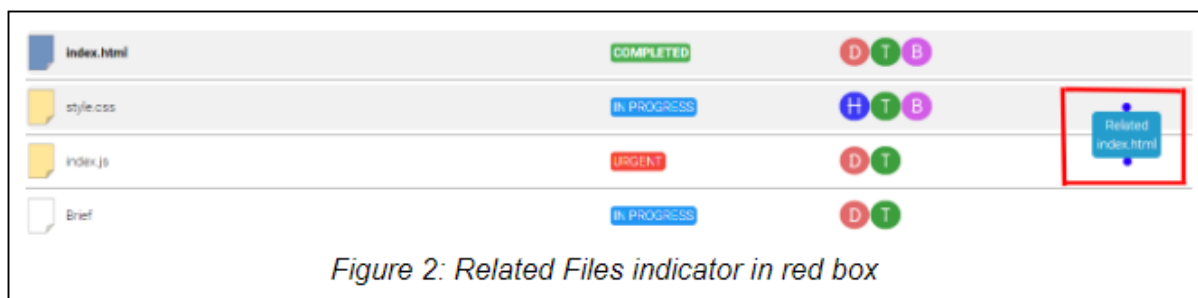 index.html COMPLETED D T B
style.css IN PROGRESS H T B
Related
index.html
index.js URGENT D T
Brief IN PROGRESS D T
Figure 2: Related Files indicator in red box